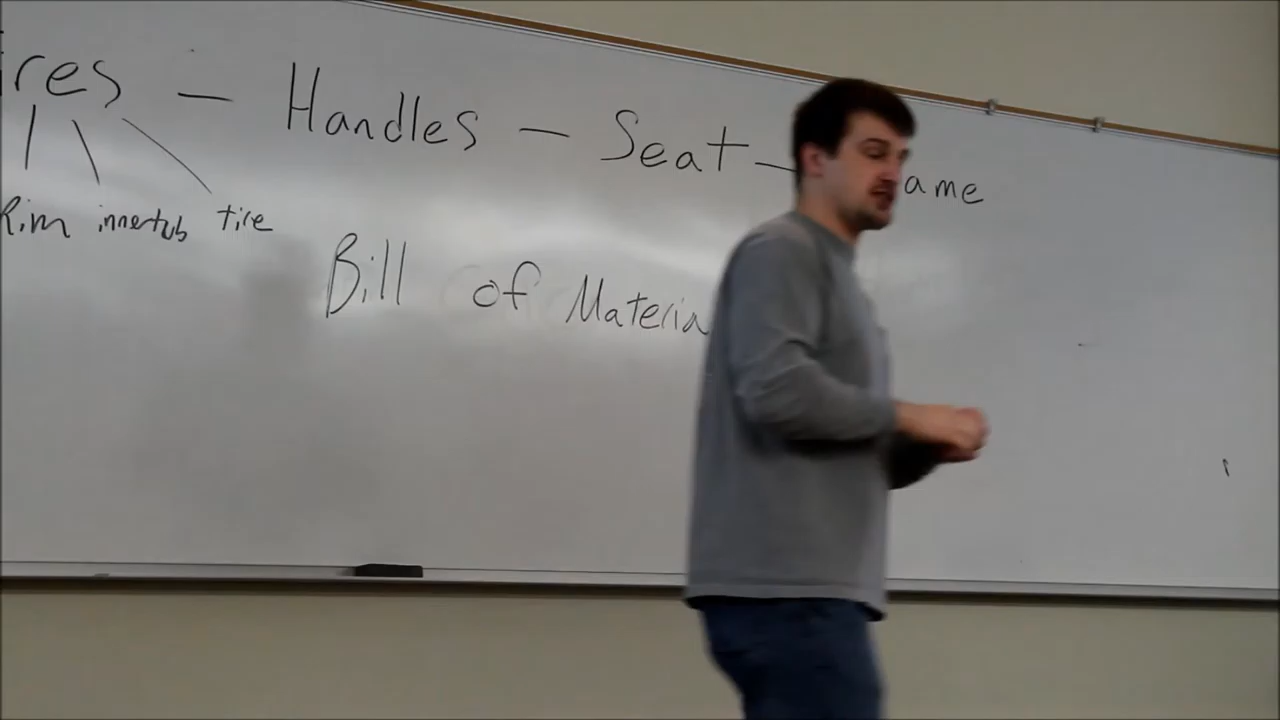 ires - Handles - Seat - ame
Rim innertub tire
Bill of Materia